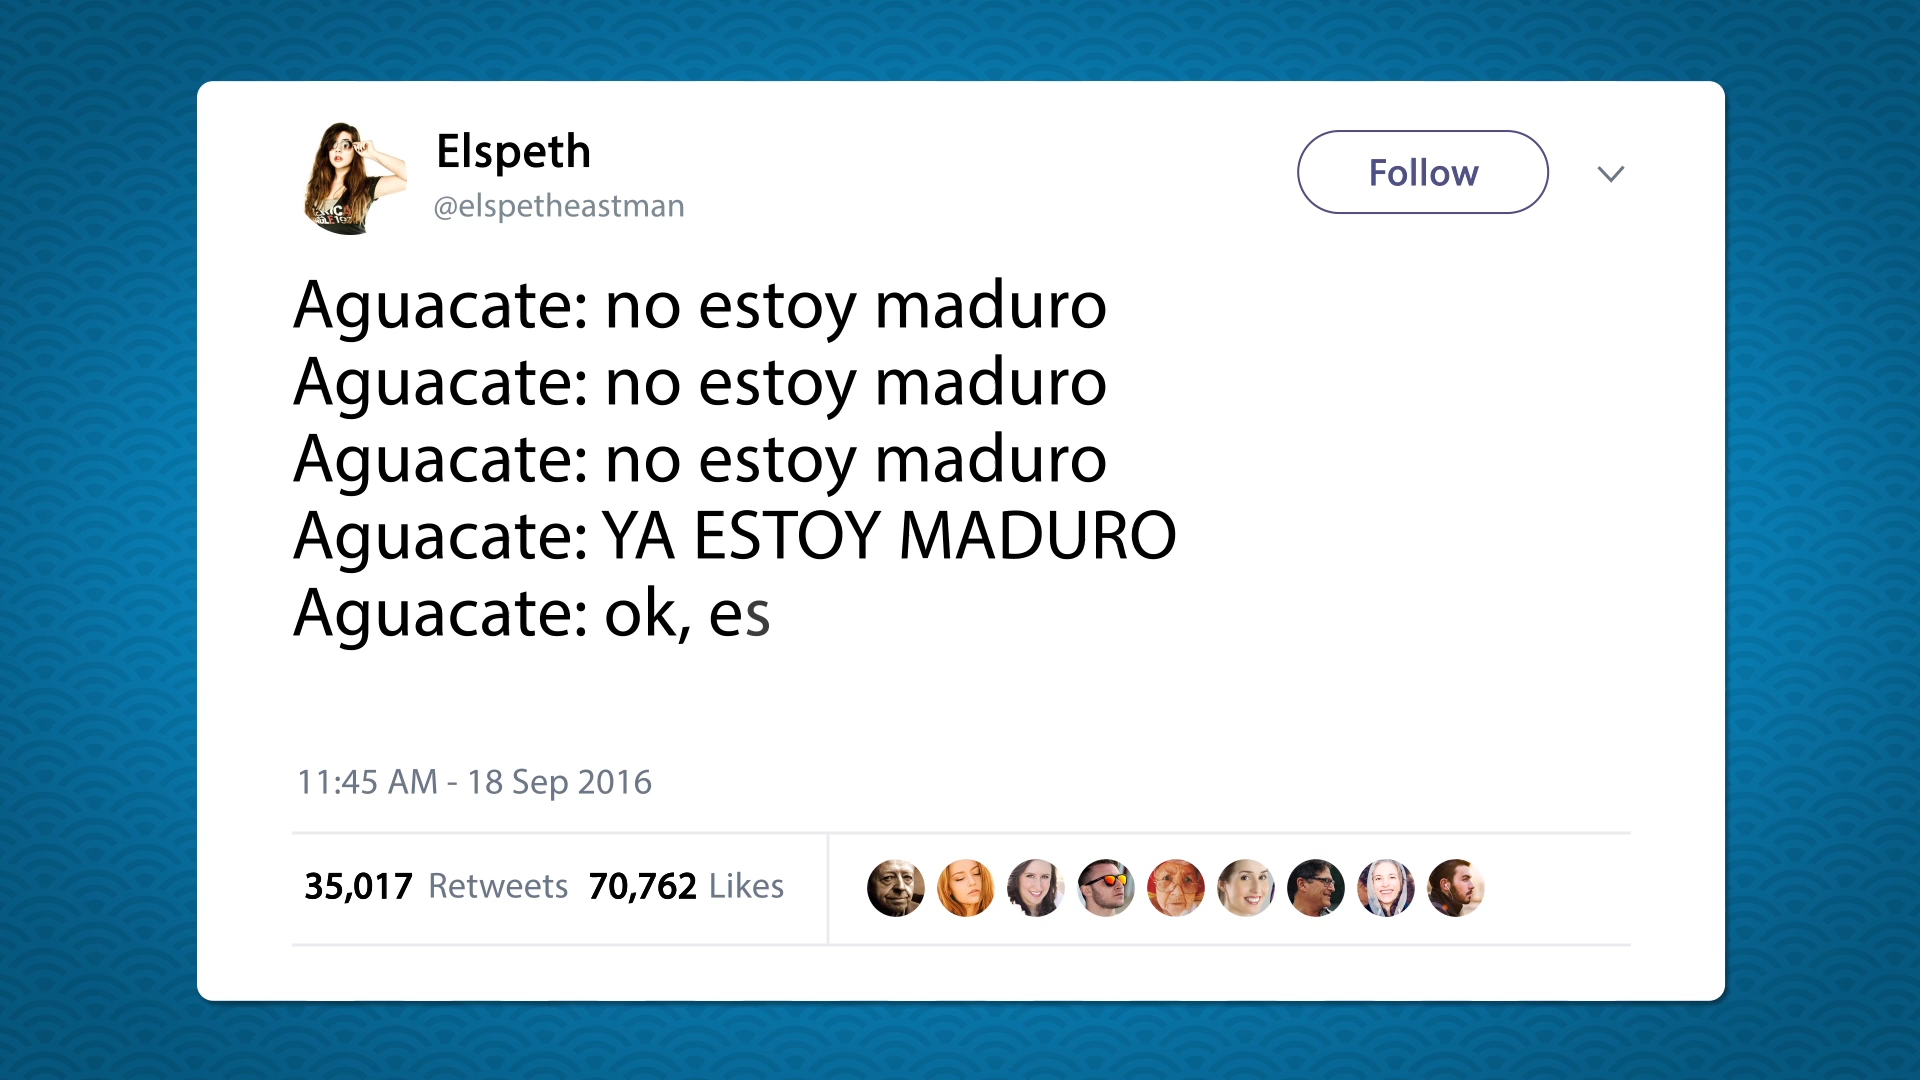 Elspeth
@elspetheastman
Follow
Aguacate: no estoy maduro
Aguacate: no estoy maduro
Aguacate: no estoy maduro
Aguacate: YA ESTOY MADURO
Aguacate: ok, es
11:45 AM - 18 Sep 2016
35,017 Retweets 70,762 Likes